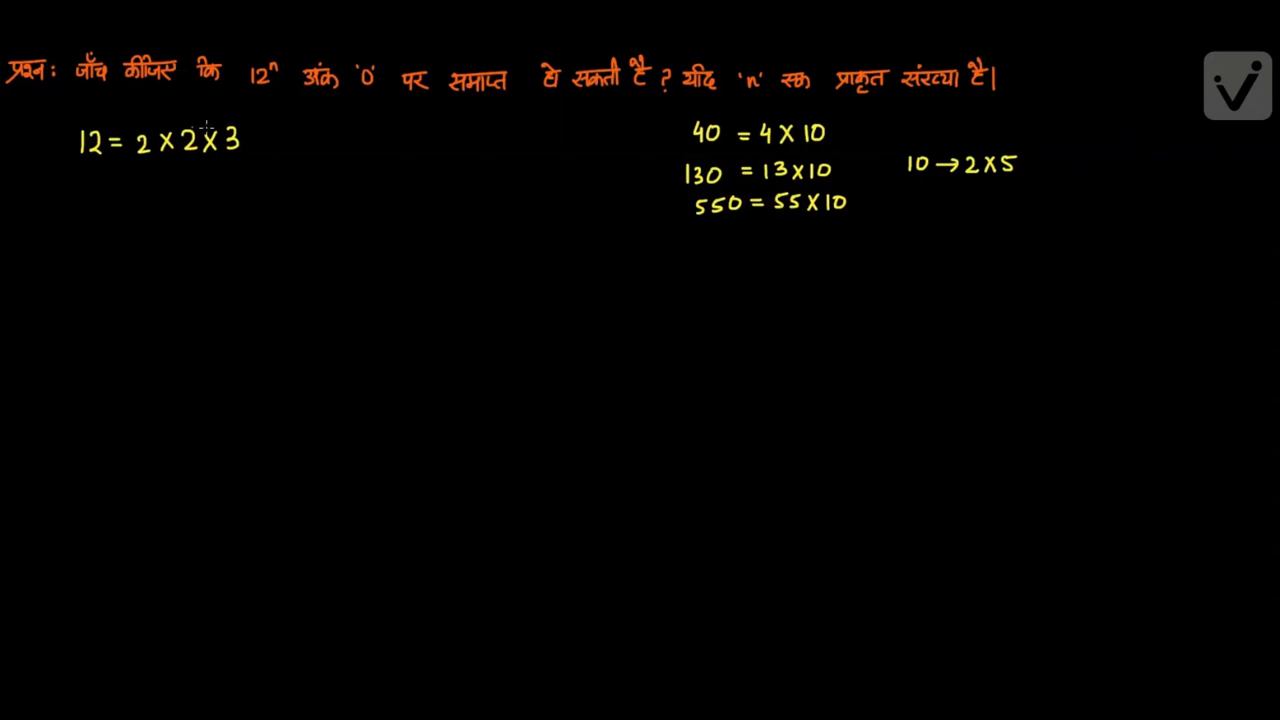 प्रश्न: जाँच कीजिए कि 12ⁿ अंक '0' पर समाप्त हो सकती है ? यदि 'n' एक प्राकृत संख्या है।
12 = 2 × 2 × 3
40 = 4 × 10
130 = 13 × 10
10 → 2 × 5
550 = 55 × 10